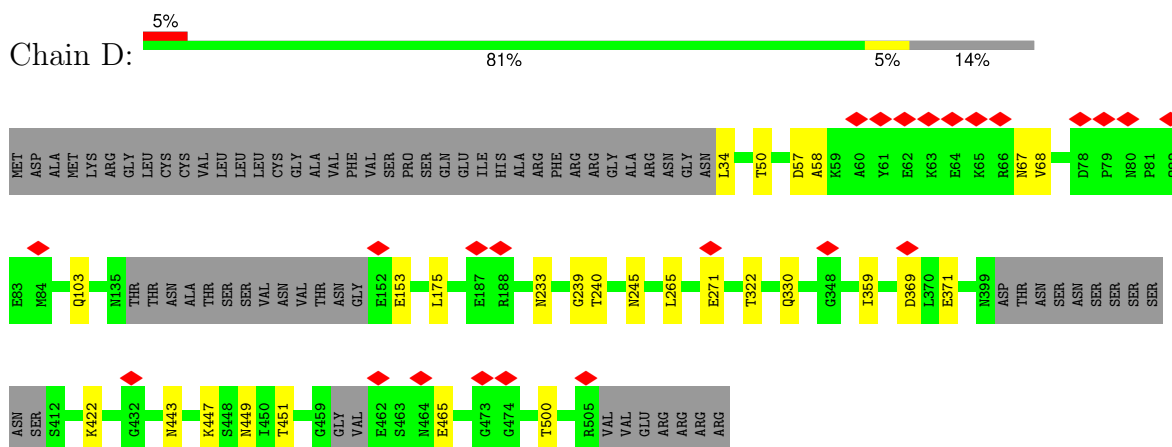 5%
Chain D:
81% 5% 14%
MET ASP ALA MET LYS ARG GLY LEU CYS CYS VAL LEU LEU LEU CYS GLY ALA VAL PHE VAL SER PRO SER GLN GLU ILE HIS ALA ARG PHE ARG ARG GLY ALA ARG ASN GLY ASN L34 T50 D57 A58 K59 A60 Y61 E62 K63 E64 K65 R66 N67 V68 D78 P79 N80 P81
E83 M84 Q103 N135 THR THR ASN ALA THR SER SER VAL ASN VAL THR ASN GLY E152 E153 L175 E187 R188 N233 G239 T240 N245 L265 E271 T322 Q330 G348 I359 D369 L370 E371 N399 ASP THR ASN SER ASN SER SER SER SER
ASN SER S412 K422 G432 N443 K447 S448 N449 I450 T451 G459 GLY VAL E462 S463 N464 E465 G473 G474 T500 R505 VAL VAL GLU ARG ARG ARG ARG